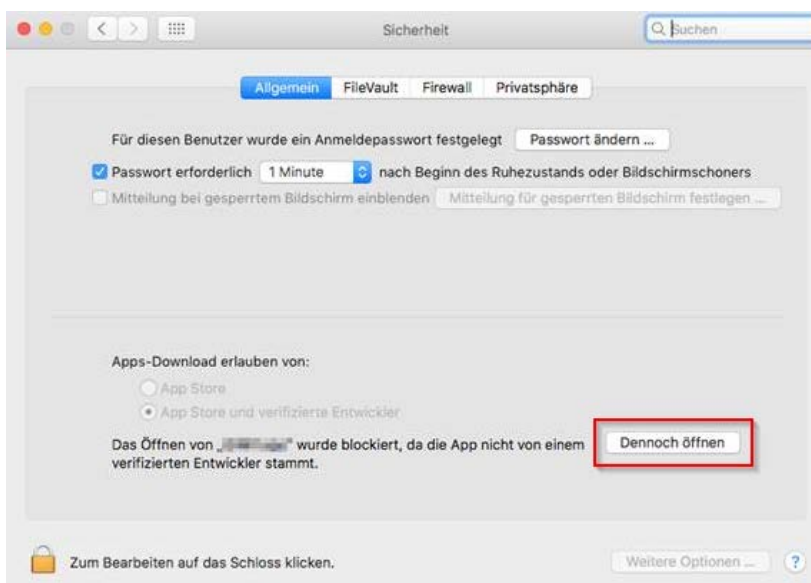 Sicherheit
Suchen
Allgemein FileVault Firewall Privatsphäre
Für diesen Benutzer wurde ein Anmeldepasswort festgelegt Passwort ändern ...
Passwort erforderlich 1 Minute nach Beginn des Ruhezustands oder Bildschirmschoners
Mitteilung bei gesperrtem Bildschirm einblenden Mitteilung für gesperrten Bildschirm festlegen ...
Apps-Download erlauben von:
App Store
App Store und verifizierte Entwickler
Das Öffnen von „ “ wurde blockiert, da die App nicht von einem Dennoch öffnen
verifizierten Entwickler stammt.
Zum Bearbeiten auf das Schloss klicken. Weitere Optionen ... ?